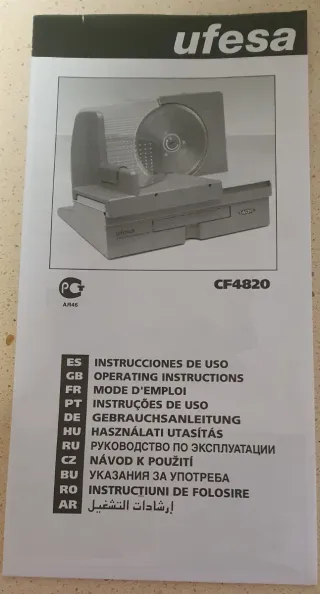 ufesa
CF4820
AЯ46
ES INSTRUCCIONES DE USO
GB OPERATING INSTRUCTIONS
FR MODE D'EMPLOI
PT INSTRUÇÕES DE USO
DE GEBRAUCHSANLEITUNG
HU HASZNÁLATI UTASÍTÁS
RU РУКОВОДСТВО ПО ЭКСПЛУАТАЦИИ
CZ NÁVOD K POUŽITÍ
BU УКАЗАНИЯ ЗА УПОТРЕБА
RO INSTRUCŢIUNI DE FOLOSIRE
AR إرشادات التشغيل